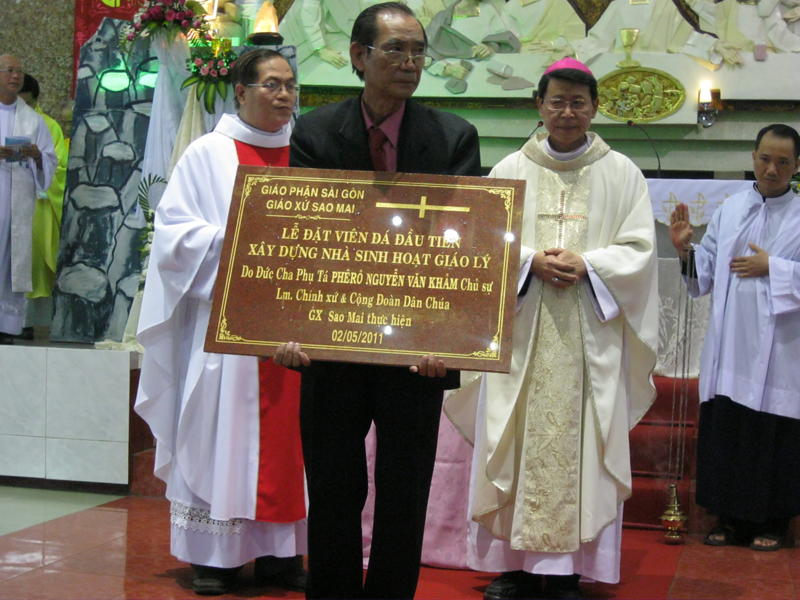 GIÁO PHẬN SÀI GÒN
GIÁO XỨ SAO MAI
LỄ ĐẶT VIÊN ĐÁ ĐẦU TIÊN
XÂY DỰNG NHÀ SINH HOẠT GIÁO LÝ
Do Đức Cha Phụ Tá PHÊRÔ NGUYỄN VĂN KHẢM Chủ sự
Lm. Chính xứ & Cộng Đoàn Dân Chúa
GX Sao Mai thực hiện
02/05/2011